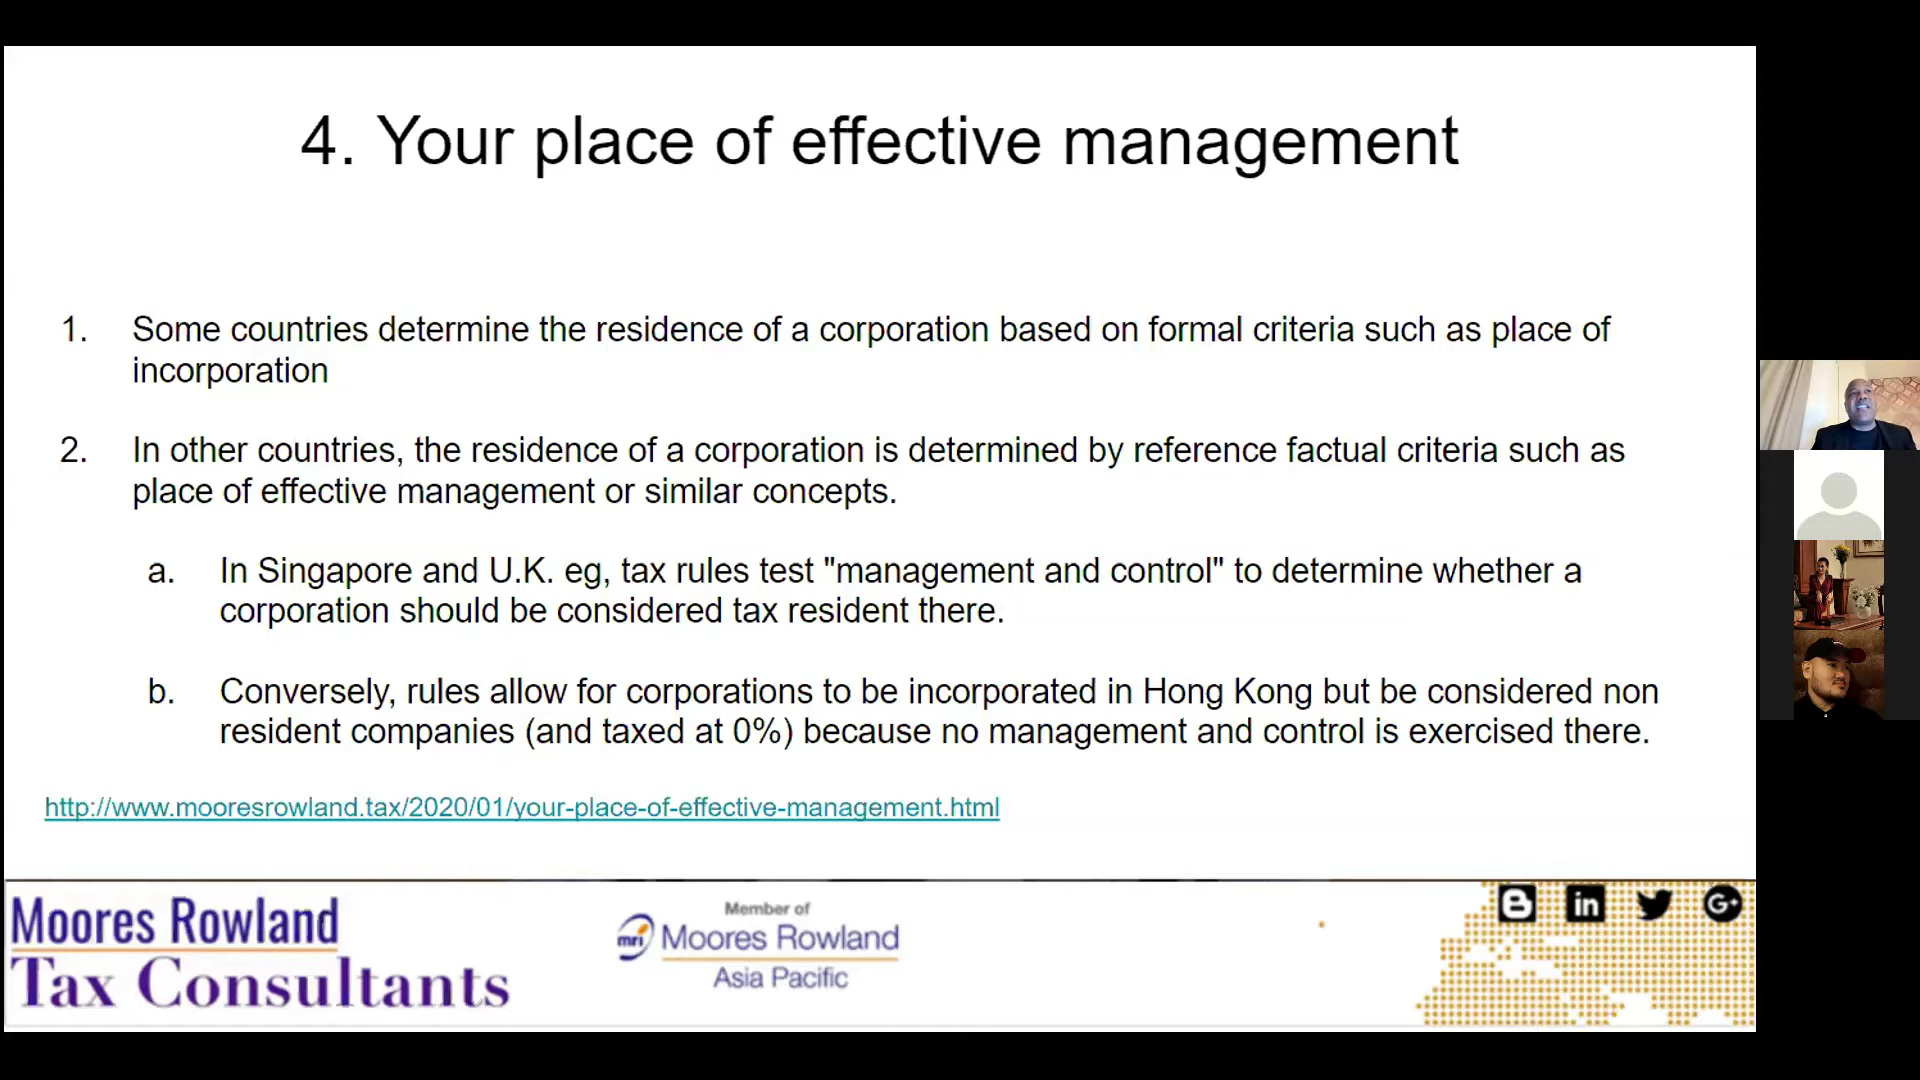 4. Your place of effective management
1. Some countries determine the residence of a corporation based on formal criteria such as place of
incorporation
2. In other countries, the residence of a corporation is determined by reference factual criteria such as
place of effective management or similar concepts.
a. In Singapore and U.K. eg, tax rules test "management and control" to determine whether a
corporation should be considered tax resident there.
b. Conversely, rules allow for corporations to be incorporated in Hong Kong but be considered non
resident companies (and taxed at 0%) because no management and control is exercised there.
http://www.mooresrowland.tax/2020/01/your-place-of-effective-management.html
Moores Rowland
Tax Consultants
Member of
mri Moores Rowland
Asia Pacific
in
G+